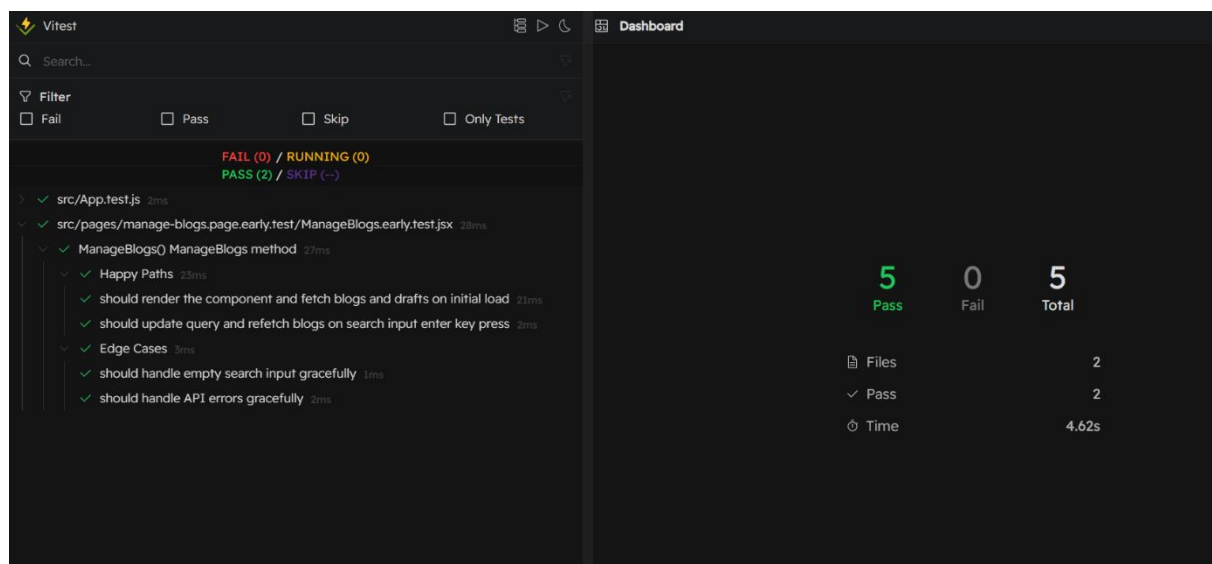 Vitest
Search...
Filter
Fail Pass Skip Only Tests
FAIL (0) / RUNNING (0)
PASS (2) / SKIP (--)
src/App.test.js 2ms
src/pages/manage-blogs.page.early.test/ManageBlogs.early.test.jsx 28ms
ManageBlogs() ManageBlogs method 27ms
Happy Paths 23ms
should render the component and fetch blogs and drafts on initial load 21ms
should update query and refetch blogs on search input enter key press 2ms
Edge Cases 3ms
should handle empty search input gracefully 1ms
should handle API errors gracefully 2ms
Dashboard
5 0 5
Pass Fail Total
Files 2
Pass 2
Time 4.62s